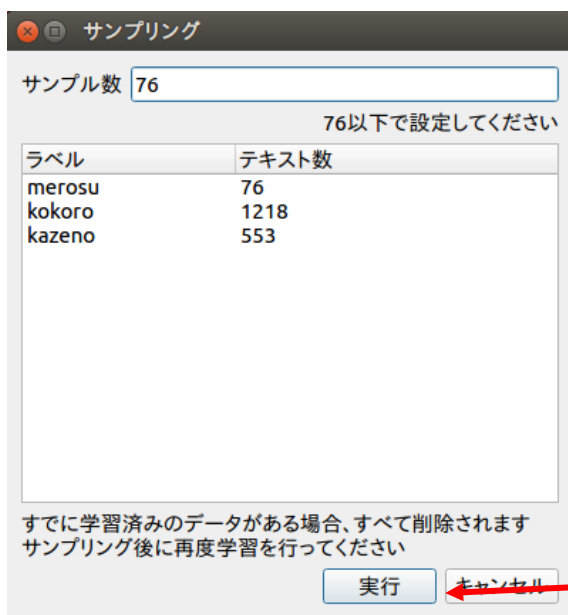 サンプリング
サンプル数 76
76以下で設定してください
ラベル テキスト数
merosu 76
kokoro 1218
kazeno 553
すでに学習済みのデータがある場合、すべて削除されます
サンプリング後に再度学習を行ってください
実行 キャンセル